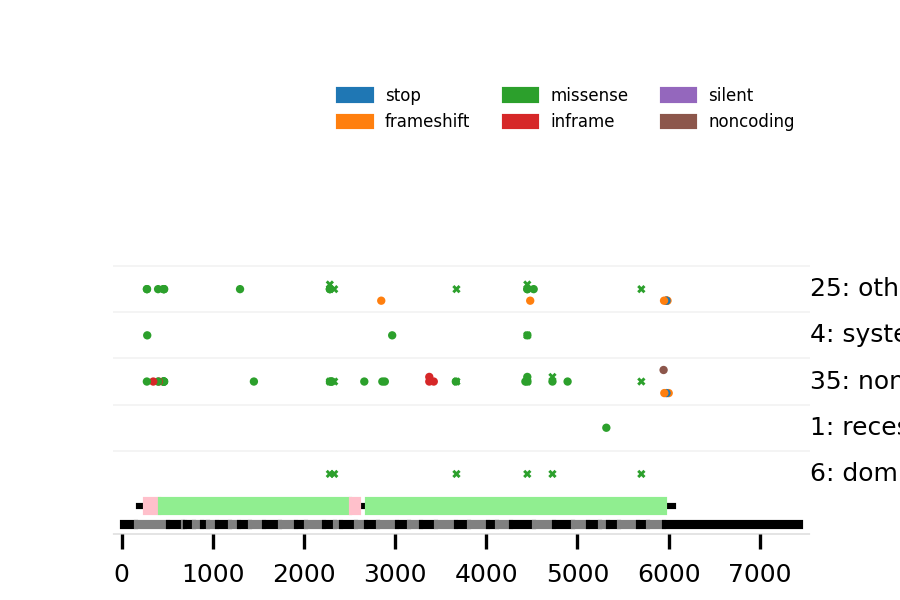 stop missense silent
frameshift inframe noncoding
25: oth
4: syste
35: non
1: reces
6: dom
0 1000 2000 3000 4000 5000 6000 7000